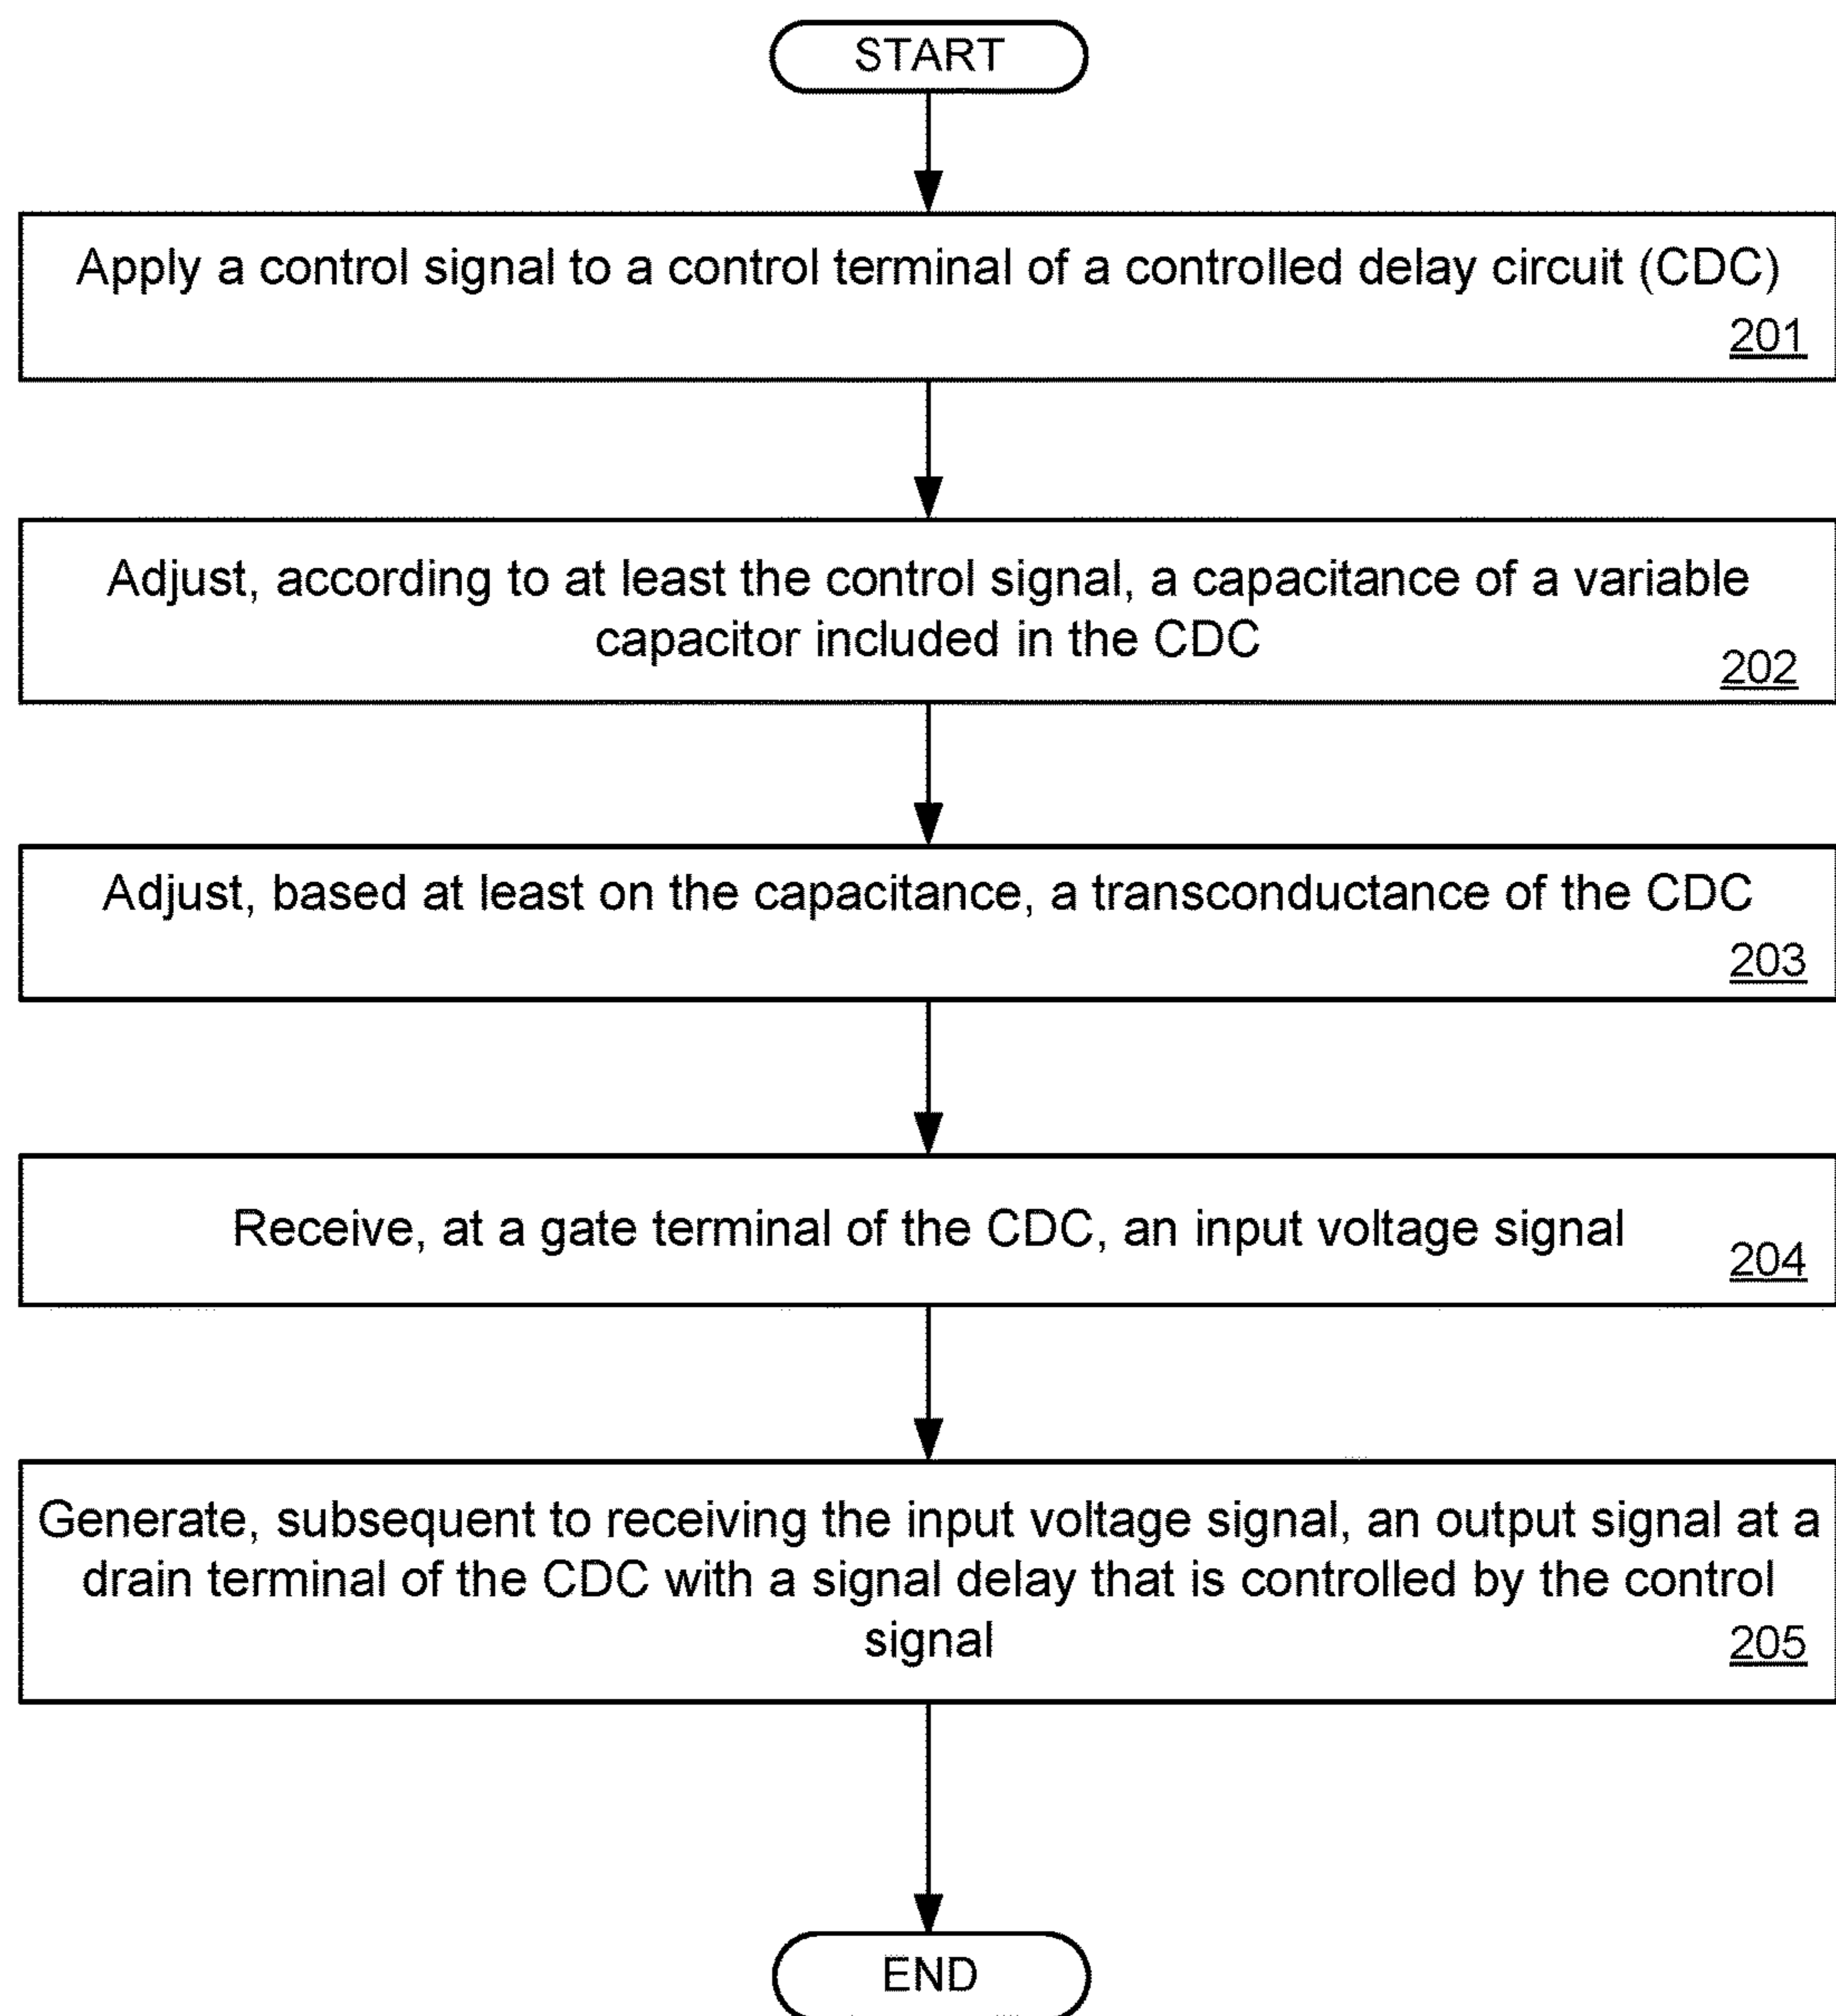 START
Apply a control signal to a control terminal of a controlled delay circuit (CDC)
201
Adjust, according to at least the control signal, a capacitance of a variable
capacitor included in the CDC
202
Adjust, based at least on the capacitance, a transconductance of the CDC
203
Receive, at a gate terminal of the CDC, an input voltage signal
204
Generate, subsequent to receiving the input voltage signal, an output signal at a
drain terminal of the CDC with a signal delay that is controlled by the control
signal
205
END